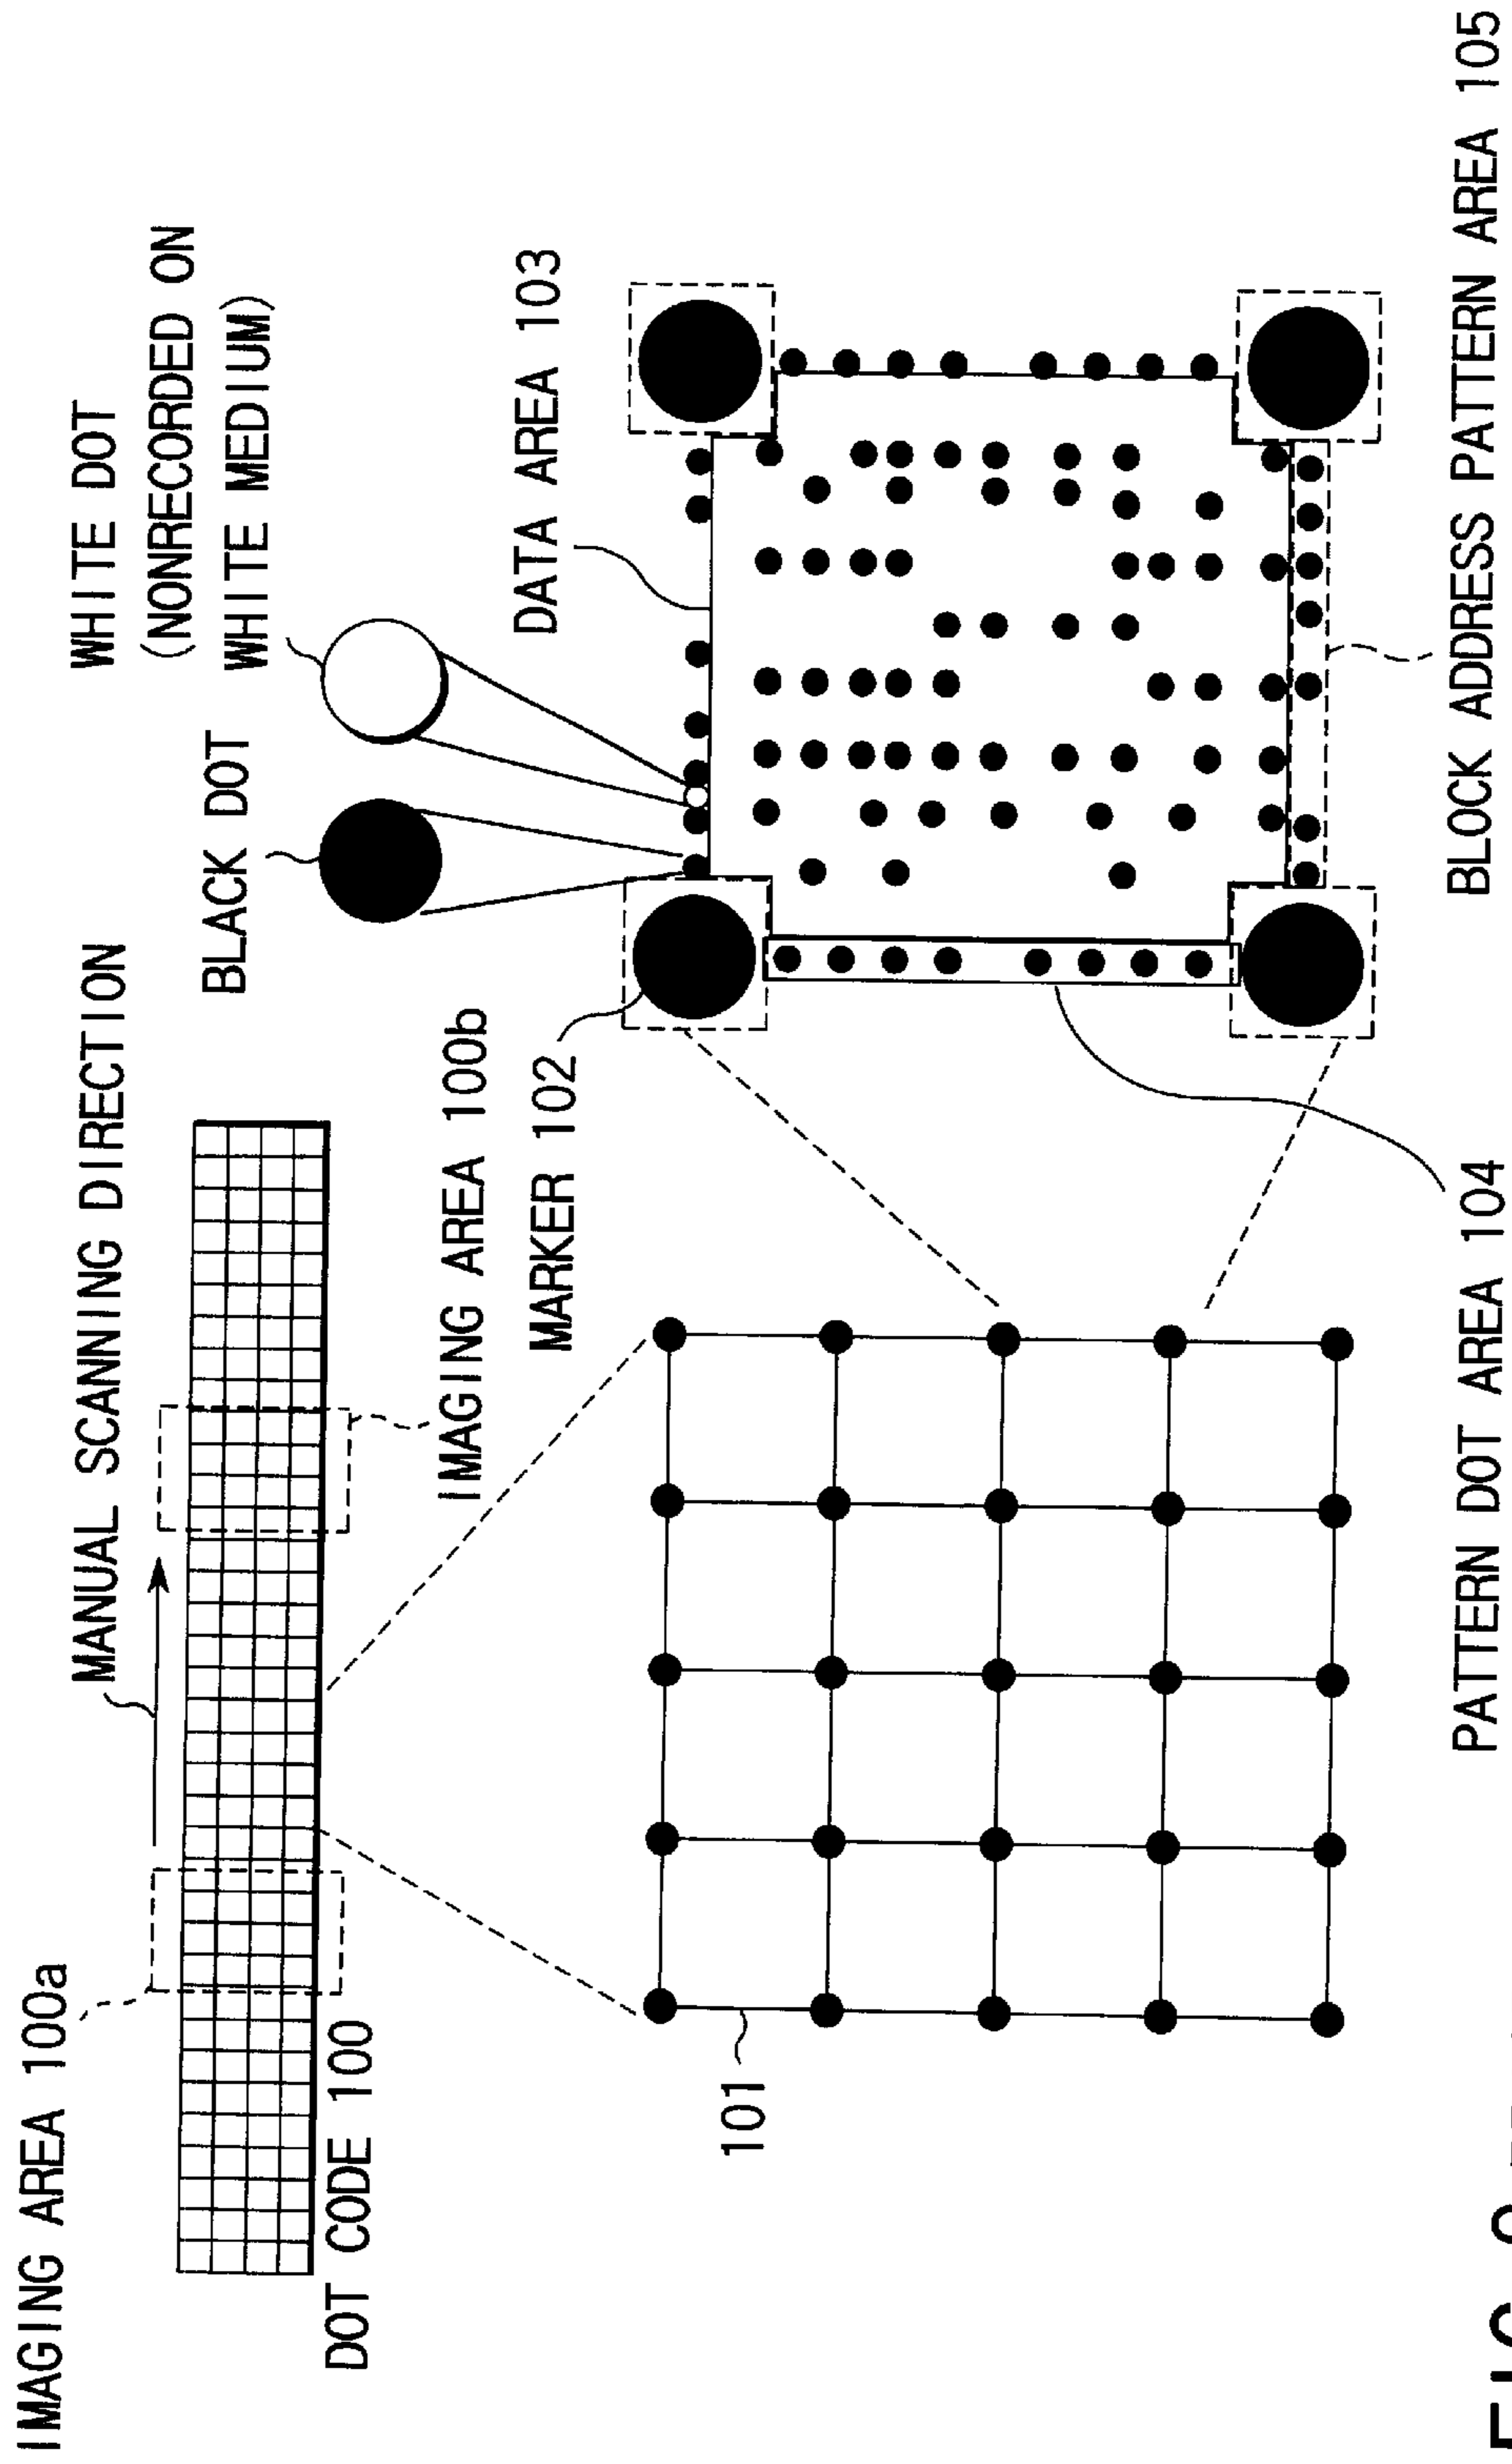 IMAGING AREA 100a
MANUAL SCANNING DIRECTION
DOT CODE 100
IMAGING AREA 100b
BLACK DOT
WHITE DOT
(NONRECORDED ON
WHITE MEDIUM)
MARKER 102
DATA AREA 103
101
PATTERN DOT AREA 104
BLOCK ADDRESS PATTERN AREA 105